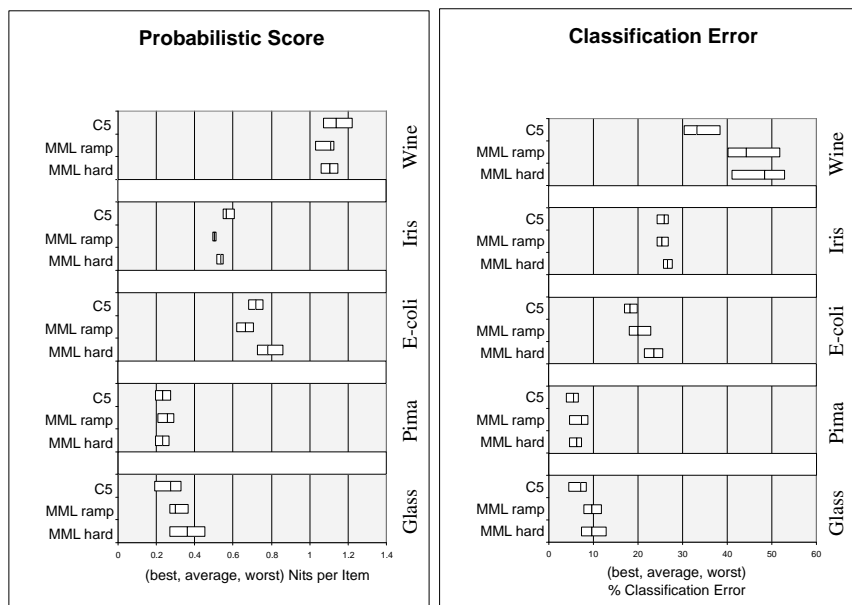 Probabilistic Score
C5
MML ramp
MML hard
Wine
C5
MML ramp
MML hard
Iris
C5
MML ramp
MML hard
E-coli
C5
MML ramp
MML hard
Pima
C5
MML ramp
MML hard
Glass
0 0.2 0.4 0.6 0.8 1 1.2 1.4
(best, average, worst) Nits per Item
Classification Error
C5
MML ramp
MML hard
Wine
C5
MML ramp
MML hard
Iris
C5
MML ramp
MML hard
E-coli
C5
MML ramp
MML hard
Pima
C5
MML ramp
MML hard
Glass
0 10 20 30 40 50 60
(best, average, worst)
% Classification Error